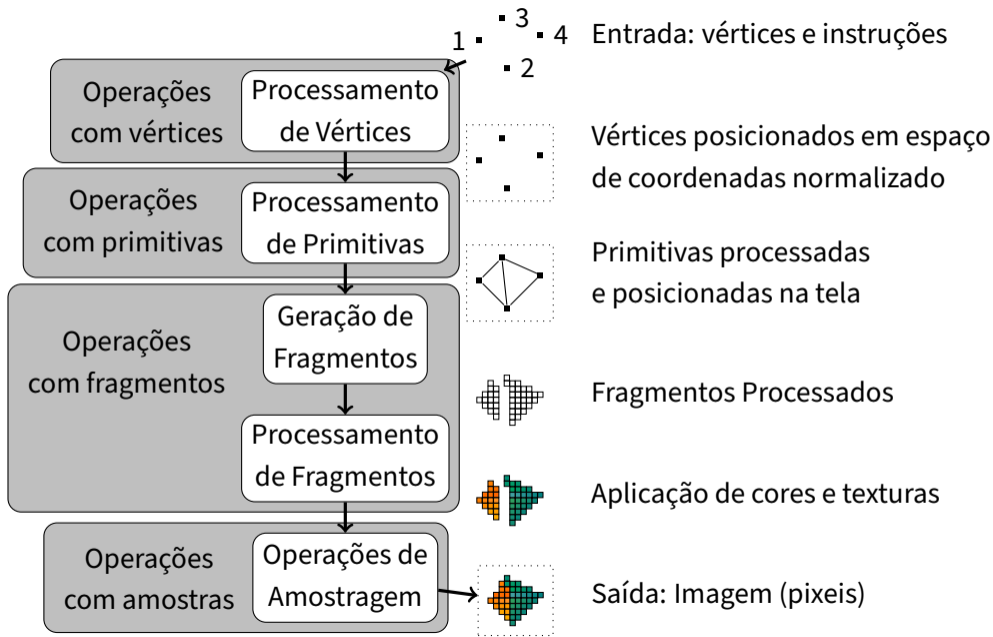 3
1
4
2
Entrada: vértices e instruções
Operações
com vértices
Processamento
de Vértices
Vértices posicionados em espaço
de coordenadas normalizado
Operações
com primitivas
Processamento
de Primitivas
Primitivas processadas
e posicionadas na tela
Operações
com fragmentos
Geração de
Fragmentos
Fragmentos Processados
Processamento
de Fragmentos
Aplicação de cores e texturas
Operações
com amostras
Operações de
Amostragem
Saída: Imagem (pixeis)